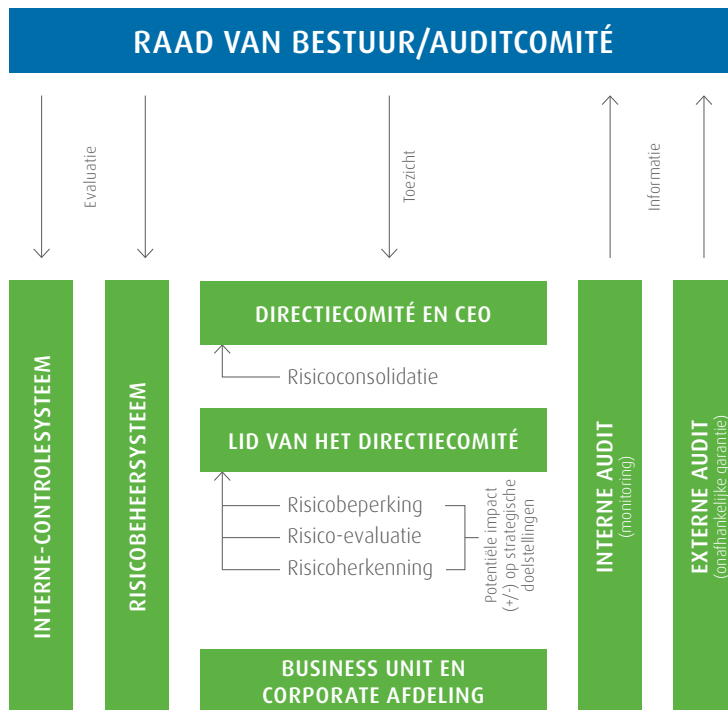 RAAD VAN BESTUUR/AUDITCOMITÉ
Evaluatie
Toezicht
Informatie
INTERNE-CONTROLESYSTEEM
RISICOBEHEERSYSTEEM
DIRECTIECOMITÉ EN CEO
Risicoconsolidatie
LID VAN HET DIRECTIECOMITÉ
Risicobeperking
Risico-evaluatie
Risicoherkenning
Potentiële impact
(+/-) op strategische
doelstellingen
BUSINESS UNIT EN
CORPORATE AFDELING
INTERNE AUDIT
(monitoring)
EXTERNE AUDIT
(onafhankelijke garantie)